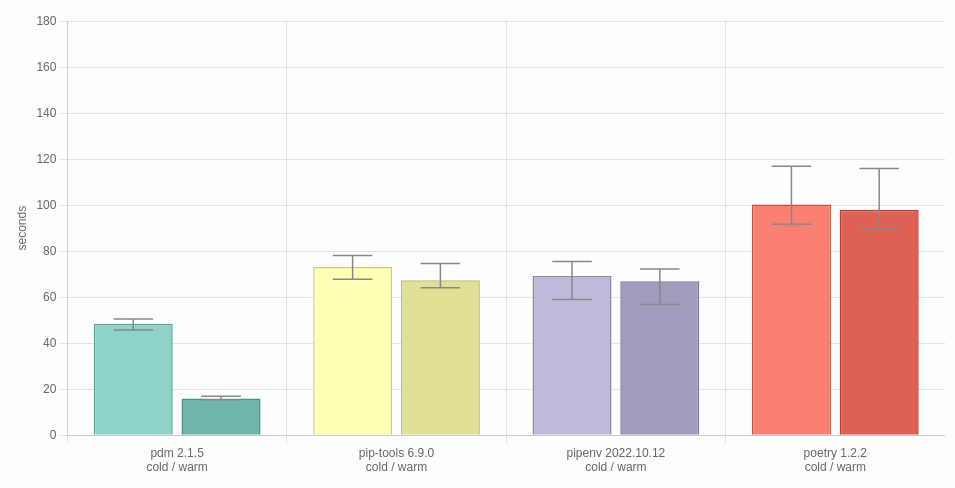 180
160
140
120
100
80
60
40
20
0
seconds
pdm 2.1.5
cold / warm
pip-tools 6.9.0
cold / warm
pipenv 2022.10.12
cold / warm
poetry 1.2.2
cold / warm